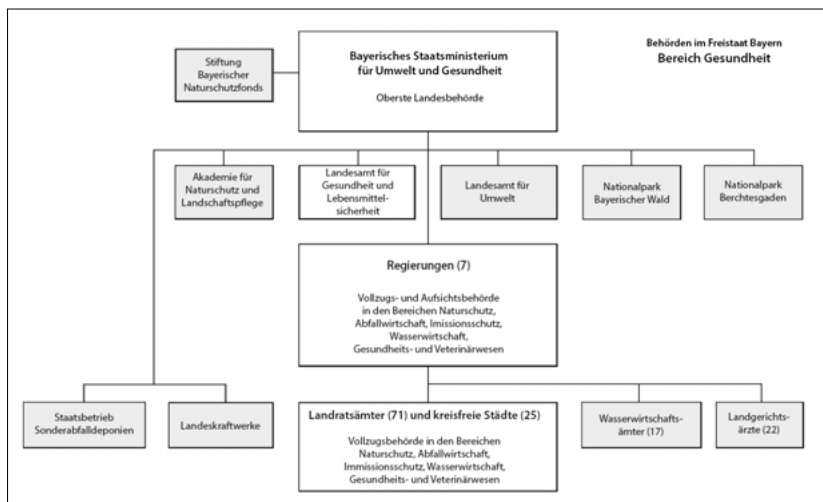 Behörden im Freistaat Bayern
Bereich Gesundheit
Bayerisches Staatsministerium
für Umwelt und Gesundheit
Oberste Landesbehörde
Stiftung
Bayerischer
Naturschutzfonds
Akademie für
Naturschutz und
Landschaftspflege
Landesamt für
Gesundheit und
Lebensmittel-
sicherheit
Landesamt für
Umwelt
Nationalpark
Bayerischer Wald
Nationalpark
Berchtesgaden
Regierungen (7)
Vollzugs- und Aufsichtsbehörde
in den Bereichen Naturschutz,
Abfallwirtschaft, Imissionsschutz,
Wasserwirtschaft,
Gesundheits- und Veterinärwesen
Staatsbetrieb
Sonderabfalldeponien
Landeskraftwerke
Landratsämter (71) und kreisfreie Städte (25)
Vollzugsbehörde in den Bereichen
Naturschutz, Abfallwirtschaft,
Immissionsschutz, Wasserwirtschaft,
Gesundheits- und Veterinärwesen
Wasserwirtschafts-
ämter (17)
Landgerichts-
ärzte (22)